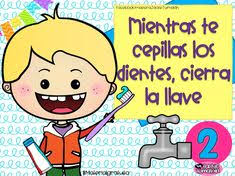 Mientras te
cepillas los
dientes, cierra
la llave
2